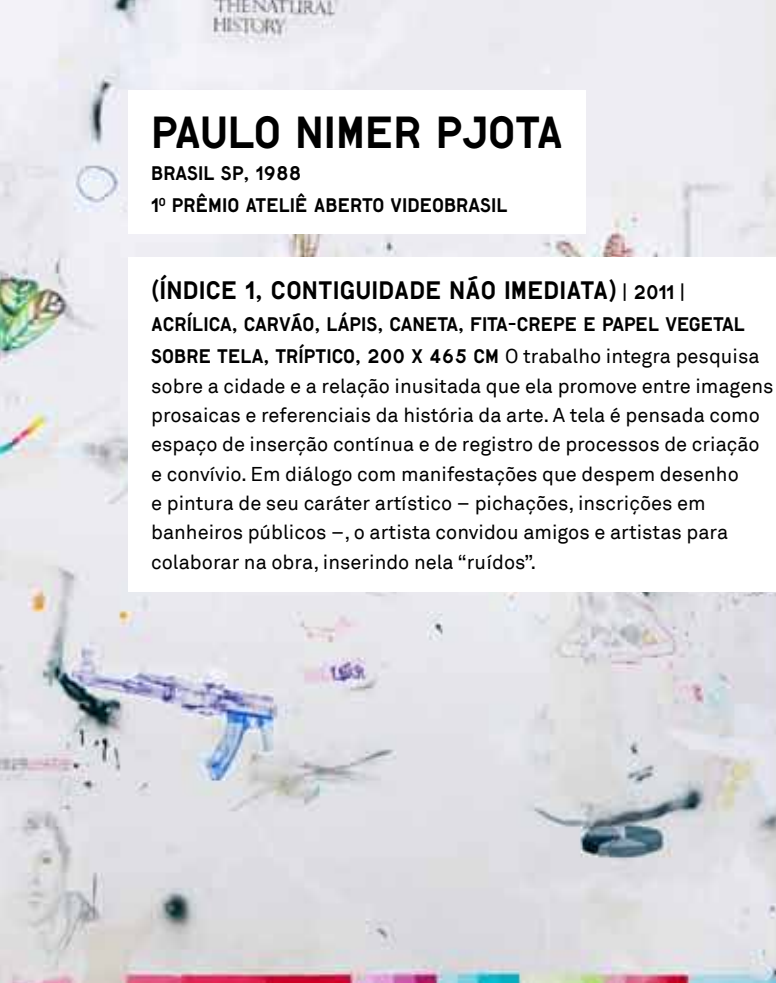 THE NATURAL
HISTORY
PAULO NIMER PJOTA
BRASIL SP, 1988
1º PRÊMIO ATELIÊ ABERTO VIDEOBRASIL
(ÍNDICE 1, CONTIGUIDADE NÃO IMEDIATA) | 2011 |
ACRÍLICA, CARVÃO, LÁPIS, CANETA, FITA-CREPE E PAPEL VEGETAL
SOBRE TELA, TRÍPTICO, 200 X 465 CM O trabalho integra pesquisa
sobre a cidade e a relação inusitada que ela promove entre imagens
prosaicas e referenciais da história da arte. A tela é pensada como
espaço de inserção contínua e de registro de processos de criação
e convívio. Em diálogo com manifestações que despem desenho
e pintura de seu caráter artístico – pichações, inscrições em
banheiros públicos –, o artista convidou amigos e artistas para
colaborar na obra, inserindo nela “ruídos”.